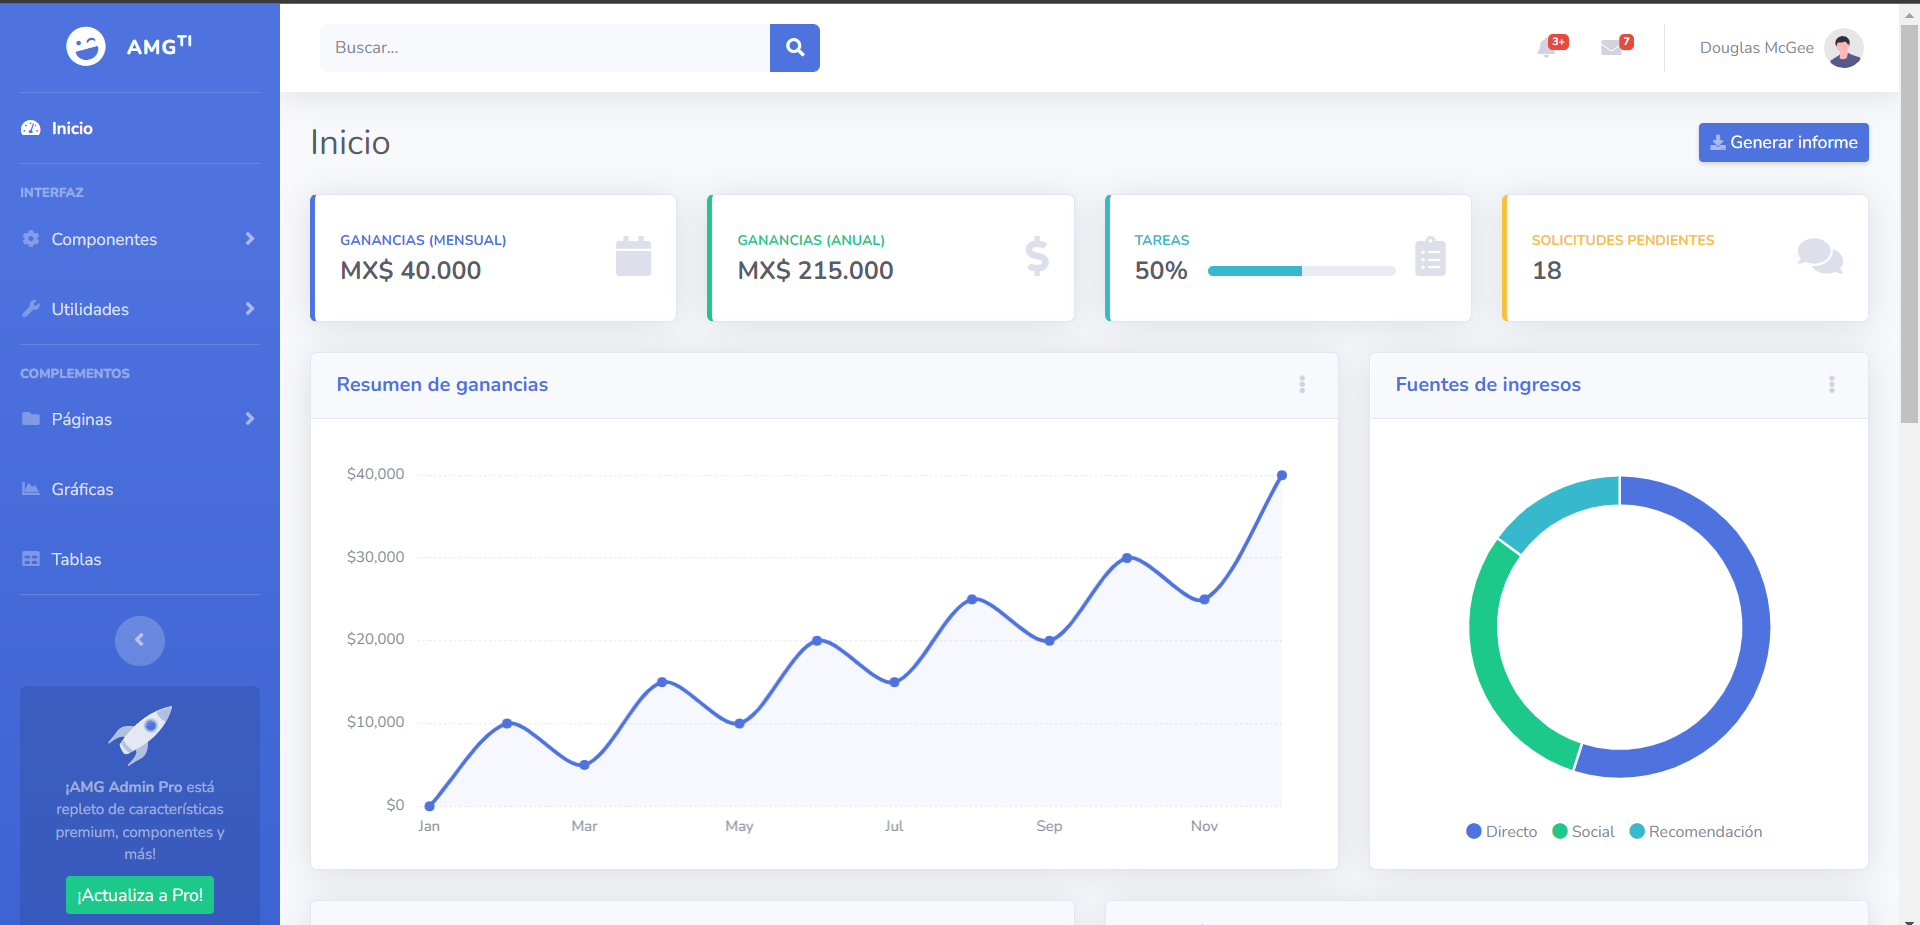 AMGTI
Inicio
INTERFAZ
Componentes
Utilidades
COMPLEMENTOS
Páginas
Gráficas
Tablas
¡AMG Admin Pro está
repleto de características
premium, componentes y
más!
¡Actualiza a Pro!
Buscar...
3+
7
Douglas McGee
Inicio
Generar informe
GANANCIAS (MENSUAL)
MX$ 40.000
GANANCIAS (ANUAL)
MX$ 215.000
TAREAS
50%
SOLICITUDES PENDIENTES
18
Resumen de ganancias
$40,000
$30,000
$20,000
$10,000
$0
Jan Mar May Jul Sep Nov
Fuentes de ingresos
Directo Social Recomendación